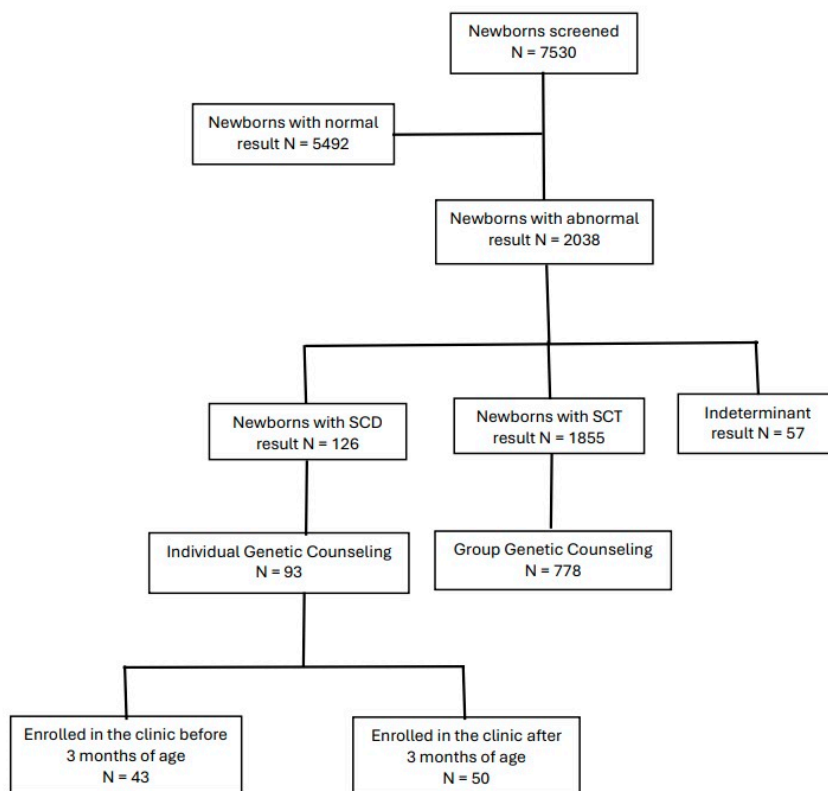 Newborns screened
N = 7530
Newborns with normal
result N = 5492
Newborns with abnormal
result N = 2038
Newborns with SCD
result N = 126
Newborns with SCT
result N = 1855
Indeterminant
result N = 57
Individual Genetic Counseling
N = 93
Group Genetic Counseling
N = 778
Enrolled in the clinic before
3 months of age
N = 43
Enrolled in the clinic after
3 months of age
N = 50